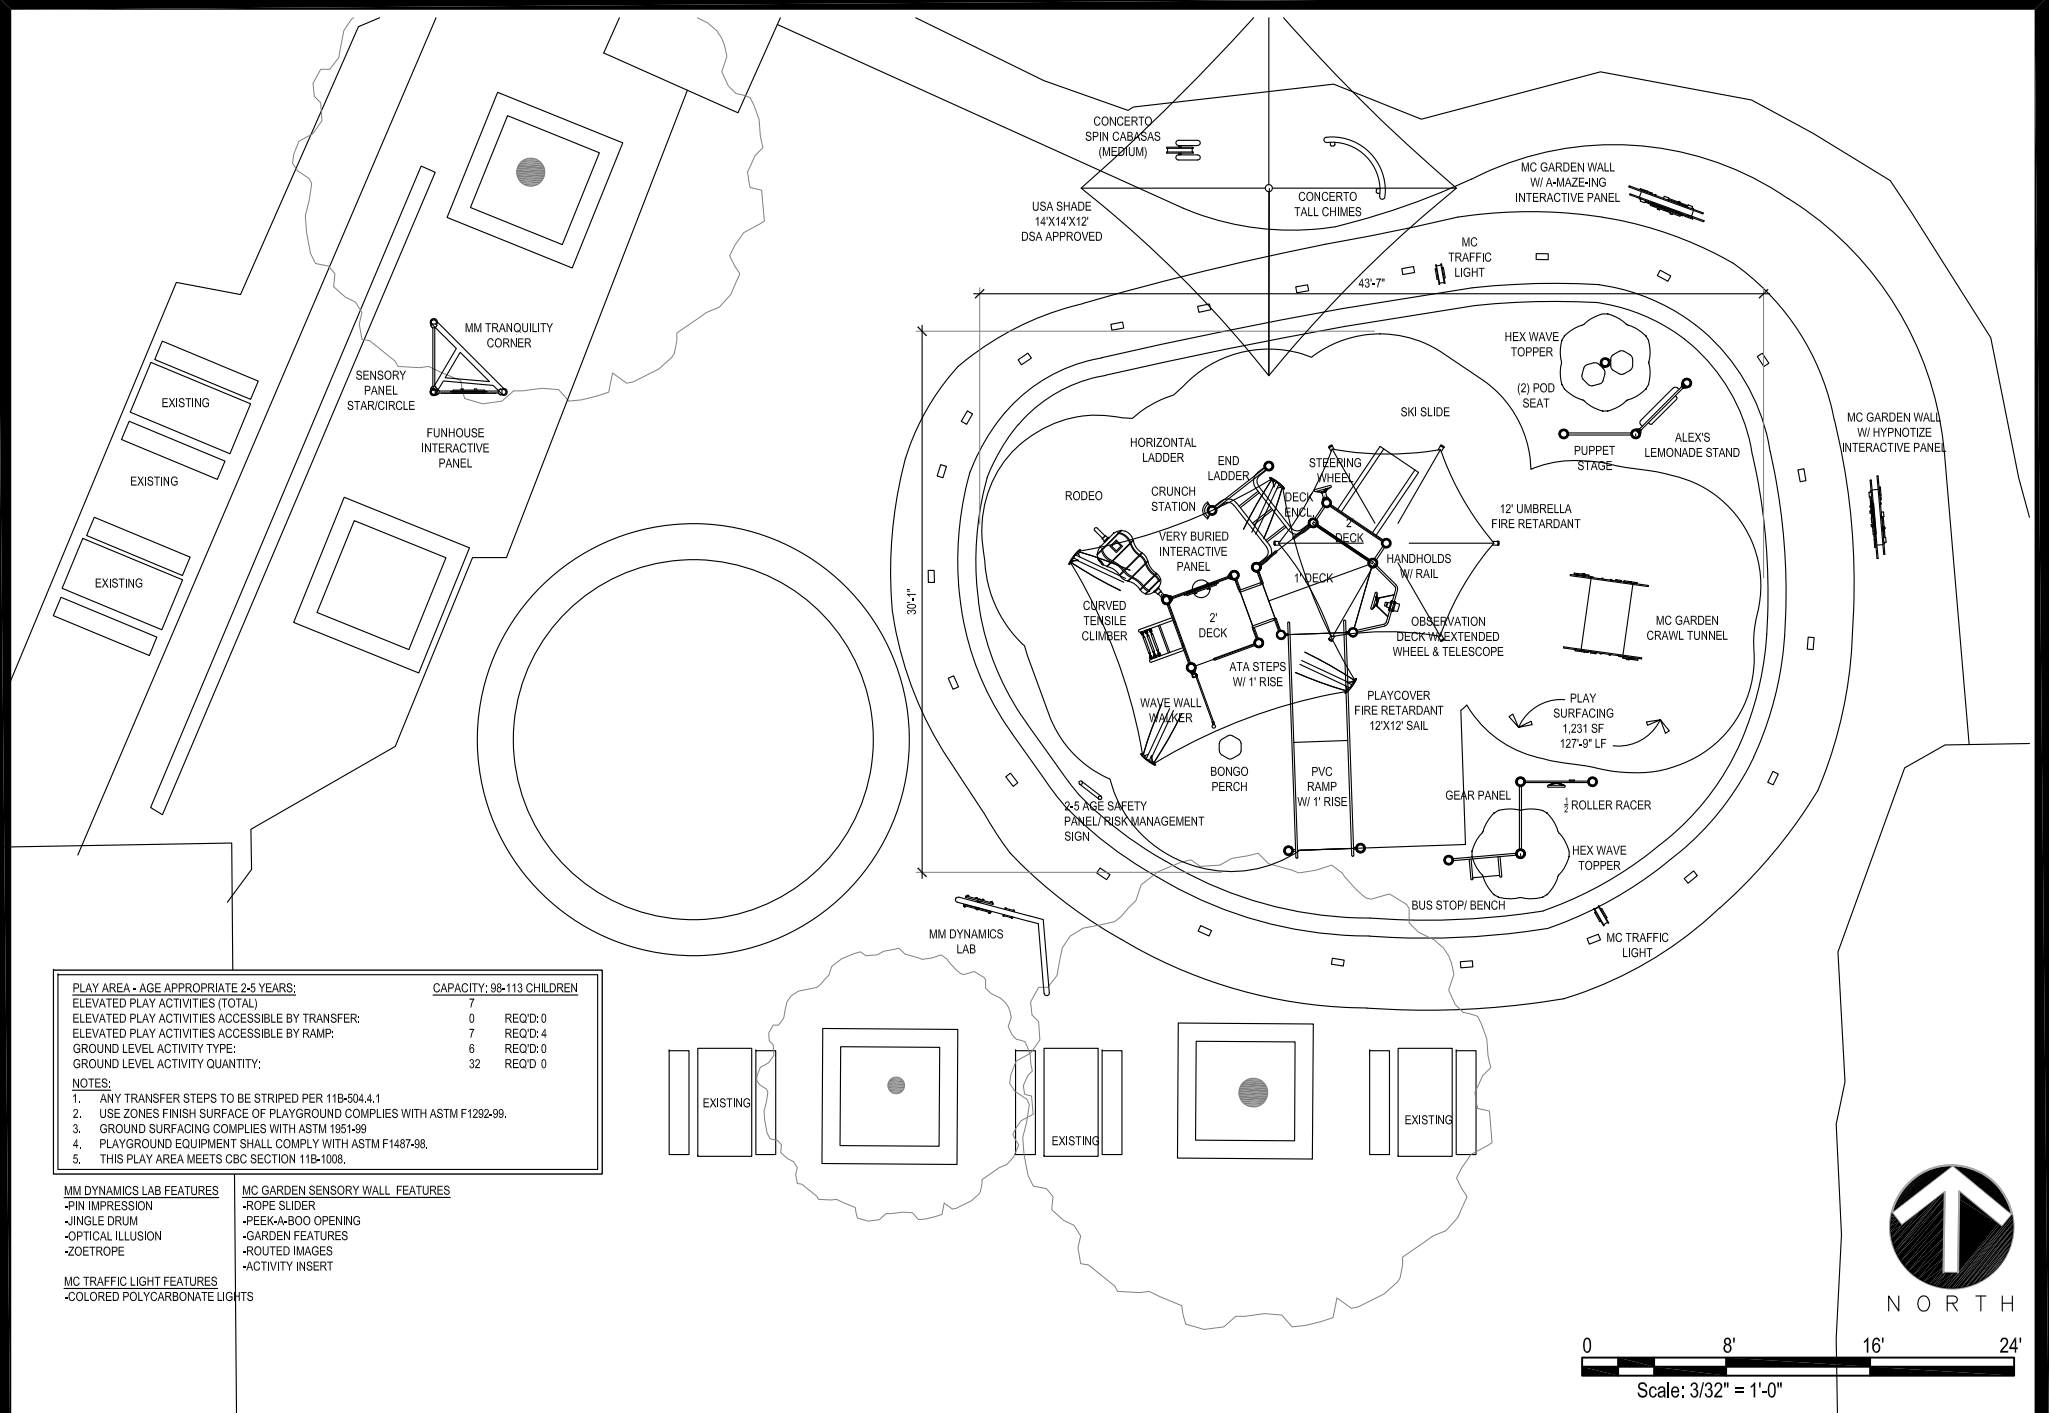 CONCERTO
SPIN CABASAS
(MEDIUM)
CONCERTO
TALL CHIMES
USA SHADE
14'X14'X12'
DSA APPROVED
MC GARDEN WALL
W/ A-MAZE-ING
INTERACTIVE PANEL
MC
TRAFFIC
LIGHT
43'-7"
MM TRANQUILITY
CORNER
SENSORY
PANEL
STAR/CIRCLE
FUNHOUSE
INTERACTIVE
PANEL
EXISTING
EXISTING
EXISTING
HEX WAVE
TOPPER
(2) POD
SEAT
PUPPET
STAGE
ALEX'S
LEMONADE STAND
MC GARDEN WALL
W/ HYPNOTIZE
INTERACTIVE PANEL
SKI SLIDE
HORIZONTAL
LADDER
END
LADDER
STEERING
WHEEL
RODEO
CRUNCH
STATION
DECK
ENCL.
2'
DECK
12' UMBRELLA
FIRE RETARDANT
VERY BURIED
INTERACTIVE
PANEL
HANDHOLDS
W/ RAIL
1' DECK
30'-1"
CURVED
TENSILE
CLIMBER
2'
DECK
OBSERVATION
DECK W/EXTENDED
WHEEL & TELESCOPE
MC GARDEN
CRAWL TUNNEL
ATA STEPS
W/ 1' RISE
WAVE WALL
WALKER
PLAYCOVER
FIRE RETARDANT
12'X12' SAIL
PLAY
SURFACING
1,231 SF
127'-9" LF
BONGO
PERCH
PVC
RAMP
W/ 1' RISE
GEAR PANEL
1/2 ROLLER RACER
2-5 AGE SAFETY
PANEL/ RISK MANAGEMENT
SIGN
HEX WAVE
TOPPER
BUS STOP/ BENCH
MC TRAFFIC
LIGHT
MM DYNAMICS
LAB
EXISTING
EXISTING
EXISTING
PLAY AREA - AGE APPROPRIATE 2-5 YEARS: CAPACITY: 98-113 CHILDREN
ELEVATED PLAY ACTIVITIES (TOTAL) 7
ELEVATED PLAY ACTIVITIES ACCESSIBLE BY TRANSFER: 0 REQ'D: 0
ELEVATED PLAY ACTIVITIES ACCESSIBLE BY RAMP: 7 REQ'D: 4
GROUND LEVEL ACTIVITY TYPE: 6 REQ'D: 0
GROUND LEVEL ACTIVITY QUANTITY: 32 REQ'D 0
NOTES:
1. ANY TRANSFER STEPS TO BE STRIPED PER 11B-504.4.1
2. USE ZONES FINISH SURFACE OF PLAYGROUND COMPLIES WITH ASTM F1292-99.
3. GROUND SURFACING COMPLIES WITH ASTM 1951-99
4. PLAYGROUND EQUIPMENT SHALL COMPLY WITH ASTM F1487-98.
5. THIS PLAY AREA MEETS CBC SECTION 11B-1008.
MM DYNAMICS LAB FEATURES
-PIN IMPRESSION
-JINGLE DRUM
-OPTICAL ILLUSION
-ZOETROPE
MC TRAFFIC LIGHT FEATURES
-COLORED POLYCARBONATE LIGHTS
MC GARDEN SENSORY WALL FEATURES
-ROPE SLIDER
-PEEK-A-BOO OPENING
-GARDEN FEATURES
-ROUTED IMAGES
-ACTIVITY INSERT
NORTH
0 8' 16' 24'
Scale: 3/32" = 1'-0"